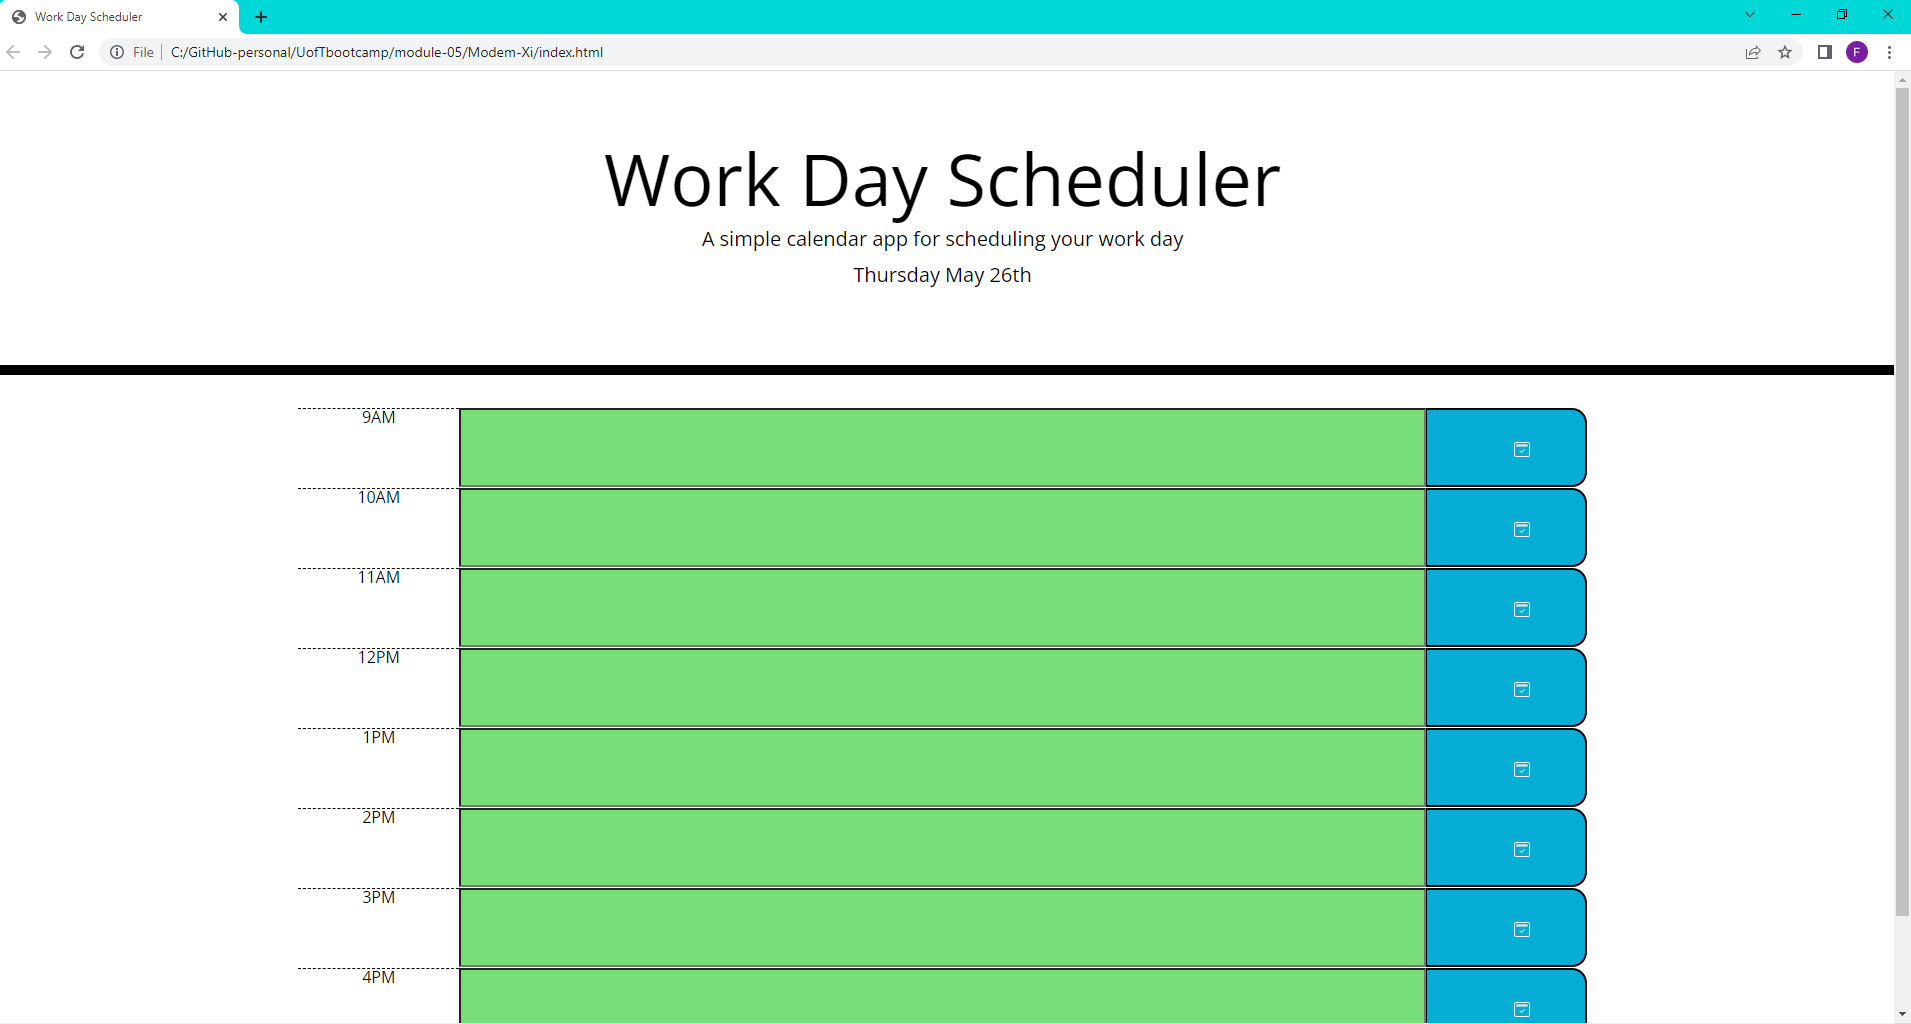 Work Day Scheduler
File
C:/GitHub-personal/UofTbootcamp/module-05/Modem-Xi/index.html
F
Work Day Scheduler
A simple calendar app for scheduling your work day
Thursday May 26th
9AM
10AM
11AM
12PM
1PM
2PM
3PM
4PM